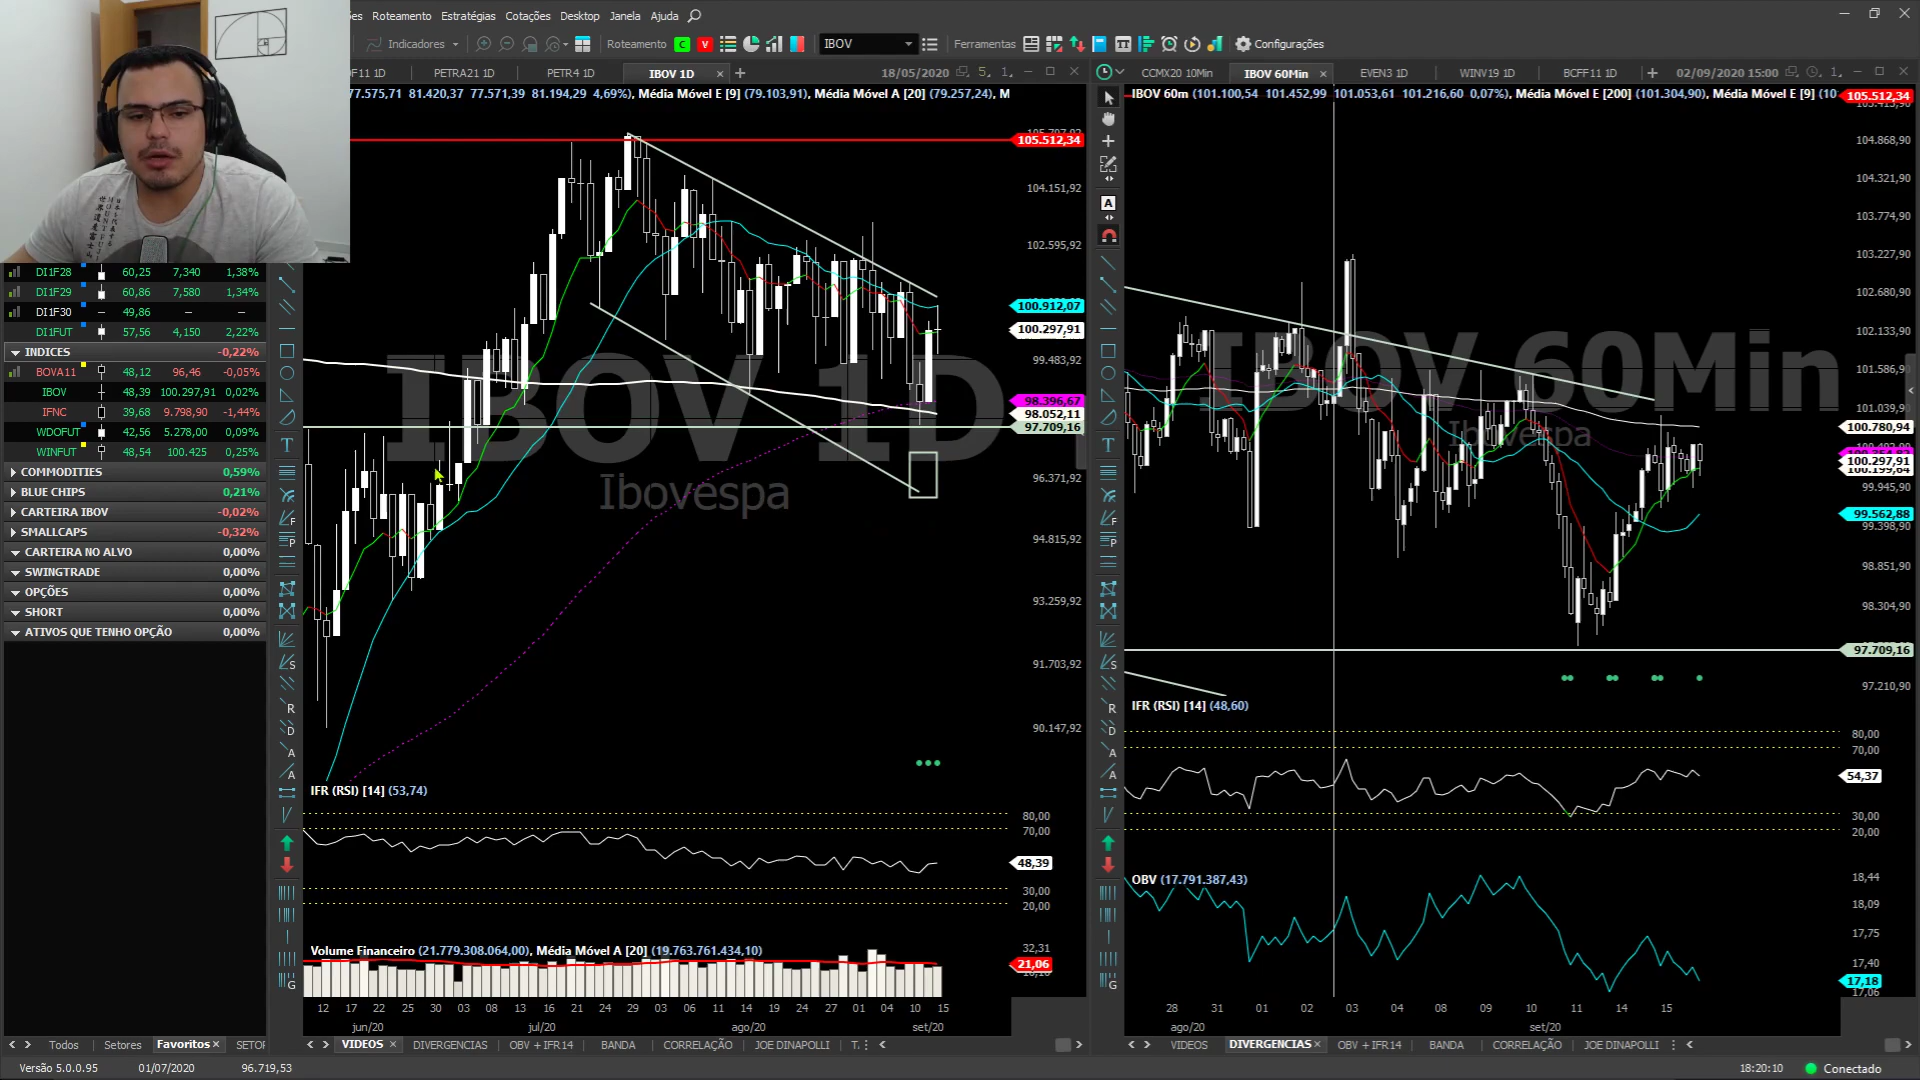 ões Roteamento Estratégias Cotações Desktop Janela Ajuda
Indicadores Roteamento C V IBOV Ferramentas Configurações
F11 1D PETRA21 1D PETR4 1D IBOV 1D × + 18/05/2020 5. 1.
CCMX20 10Min IBOV 60Min × EVEN3 1D WINV19 1D BCFF11 1D + 02/09/2020 15:00 1.
77.575,71 81.420,37 77.571,39 81.194,29 4,69%), Média Móvel E [9] (79.103,91), Média Móvel A [20] (79.257,24), M
IBOV 60m (101.100,54 101.452,99 101.053,61 101.216,60 0,07%), Média Móvel E [200] (101.304,90), Média Móvel E [9] (10
DI1F28 60,25 7,340 1,38%
DI1F29 60,86 7,580 1,34%
DI1F30 49,86 – –
DI1FUT 57,56 4,150 2,22%
INDICES -0,22%
BOVA11 48,12 96,46 -0,05%
IBOV 48,39 100.297,91 0,02%
IFNC 39,68 9.798,90 -1,44%
WDOFUT 42,56 5.278,00 0,09%
WINFUT 48,54 100.425 0,25%
COMMODITIES 0,59%
BLUE CHIPS 0,21%
CARTEIRA IBOV -0,02%
SMALLCAPS -0,32%
CARTEIRA NO ALVO 0,00%
SWINGTRADE 0,00%
OPÇÕES 0,00%
SHORT 0,00%
ATIVOS QUE TENHO OPÇÃO 0,00%
IBOV 1D
Ibovespa
105.512,34
104.151,92
102.595,92
100.912,07
100.297,91
99.483,92
98.396,67
98.052,11
97.709,16
96.371,92
94.815,92
93.259,92
91.703,92
90.147,92
IFR (RSI) [14] (53,74)
80,00
70,00
48,39
30,00
20,00
Volume Financeiro (21.779.308.064,00), Média Móvel A [20] (19.763.761.434,10)
32,31
21,06
12 17 22 25 30 03 08 13 16 21 24 29 03 06 11 14 19 24 27 01 04 10 15
jun/20 jul/20 ago/20 set/20
IBOV 60Min
Ibovespa
105.512,34
104.868,90
104.321,90
103.774,90
103.227,90
102.680,90
102.133,90
101.586,90
101.039,90
100.780,94
100.297,91
99.945,90
99.562,88
99.398,90
98.851,90
98.304,90
97.709,16
97.210,90
IFR (RSI) [14] (48,60)
80,00
70,00
54,37
30,00
20,00
OBV (17.791.387,43)
18,44
18,09
17,75
17,40
17,18
17,06
28 31 01 02 03 04 08 09 10 11 14 15
ago/20 set/20
Todos Setores Favoritos × SETOR
VIDEOS × DIVERGENCIAS OBV + IFR14 BANDA CORRELAÇÃO JOE DINAPOLLI T.
VIDEOS DIVERGENCIAS × OBV + IFR14 BANDA CORRELAÇÃO JOE DINAPOLLI
Versão 5.0.0.95 01/07/2020 96.719,53 18:20:10 Conectado